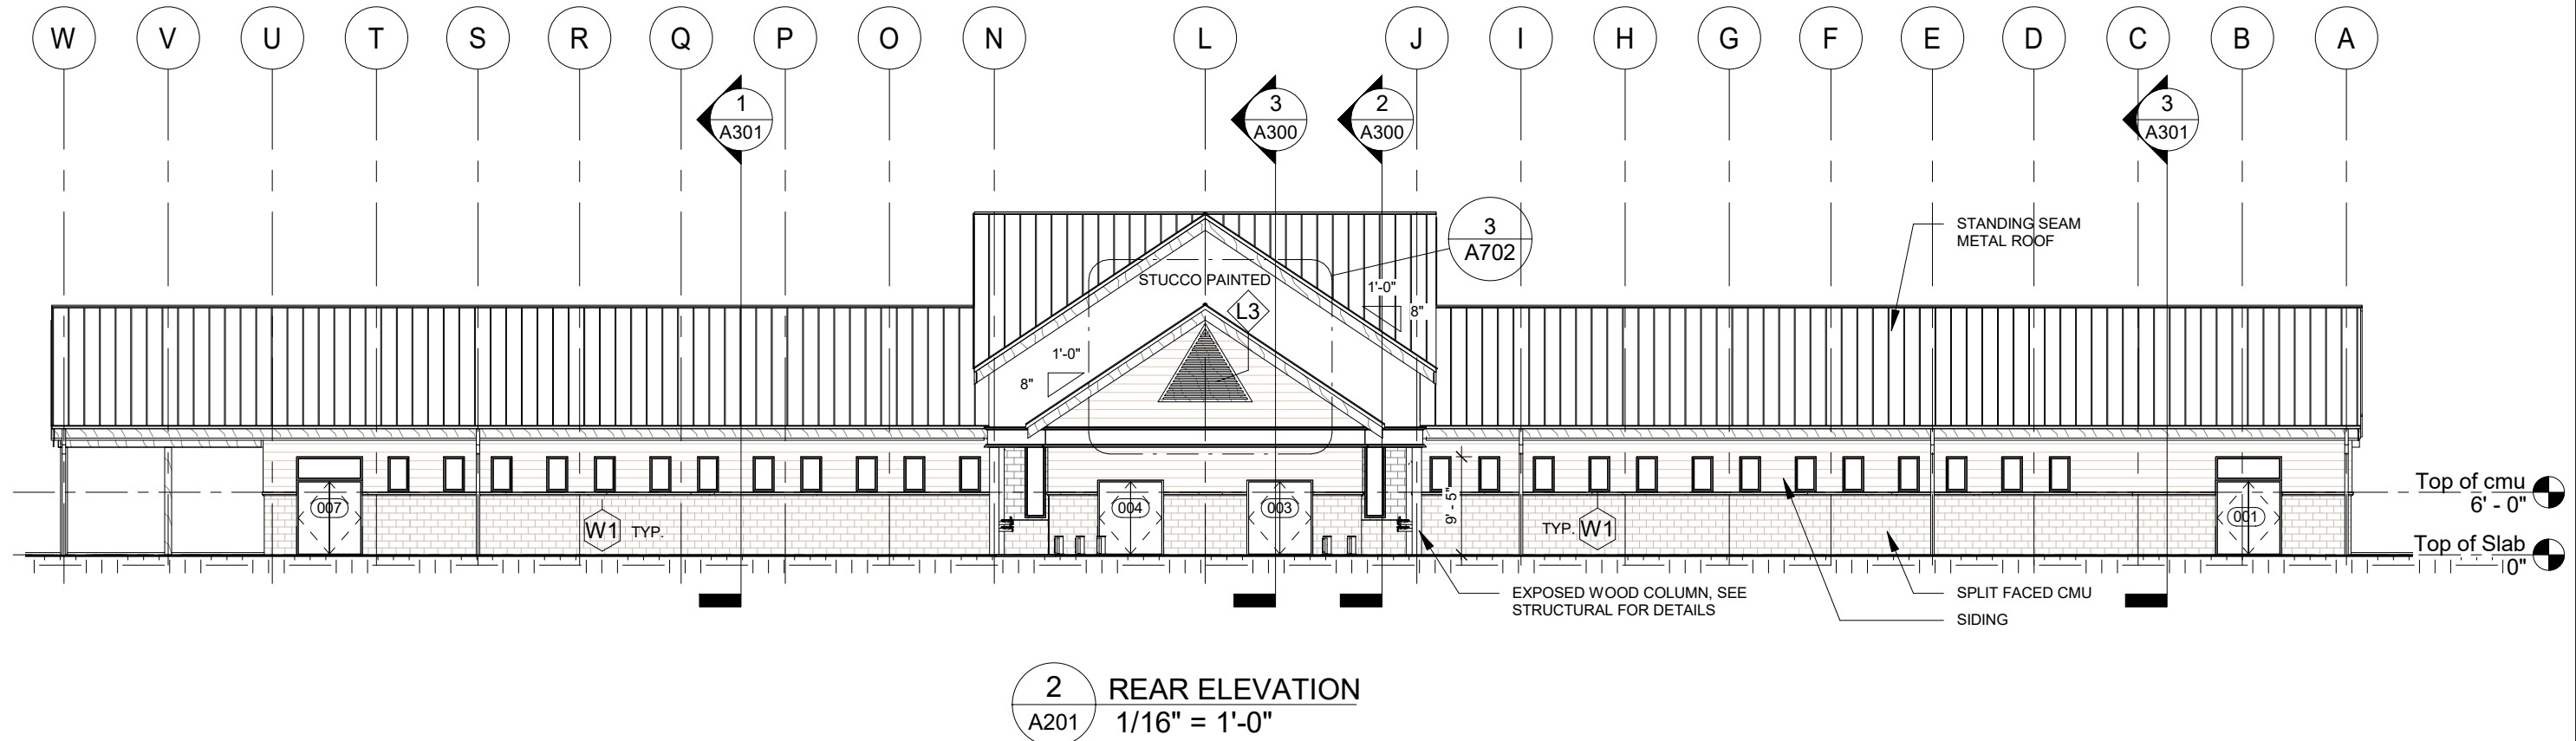 W V U T S R Q P O N L J I H G F E D C B A
1
A301
3
A300
2
A300
3
A301
3
A702
STANDING SEAM
METAL ROOF
STUCCO PAINTED
L3
1'-0"
8"
1'-0"
8"
007
004
003
001
9' - 5"
W1 TYP.
TYP. W1
Top of cmu
6' - 0"
Top of Slab
0"
EXPOSED WOOD COLUMN, SEE
STRUCTURAL FOR DETAILS
SPLIT FACED CMU
SIDING
2
A201
REAR ELEVATION
1/16" = 1'-0"